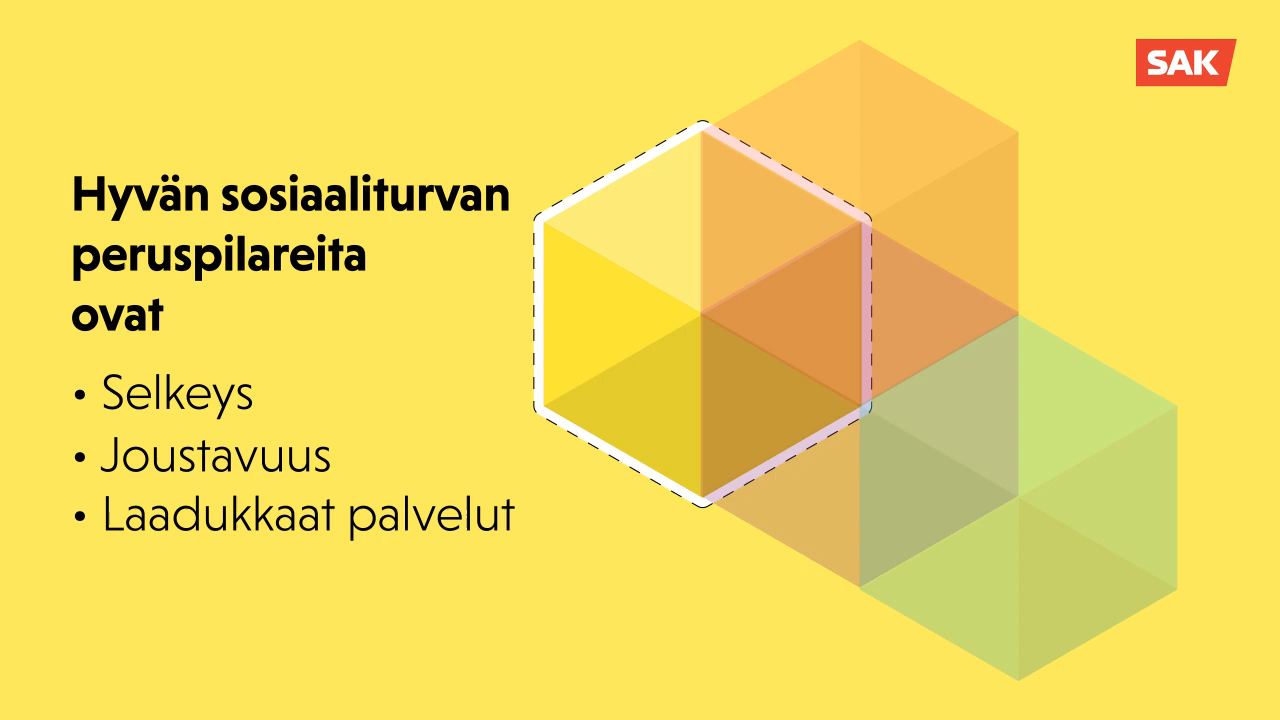 SAK
Hyvän sosiaaliturvan
peruspilareita
ovat
• Selkeys
• Joustavuus
• Laadukkaat palvelut